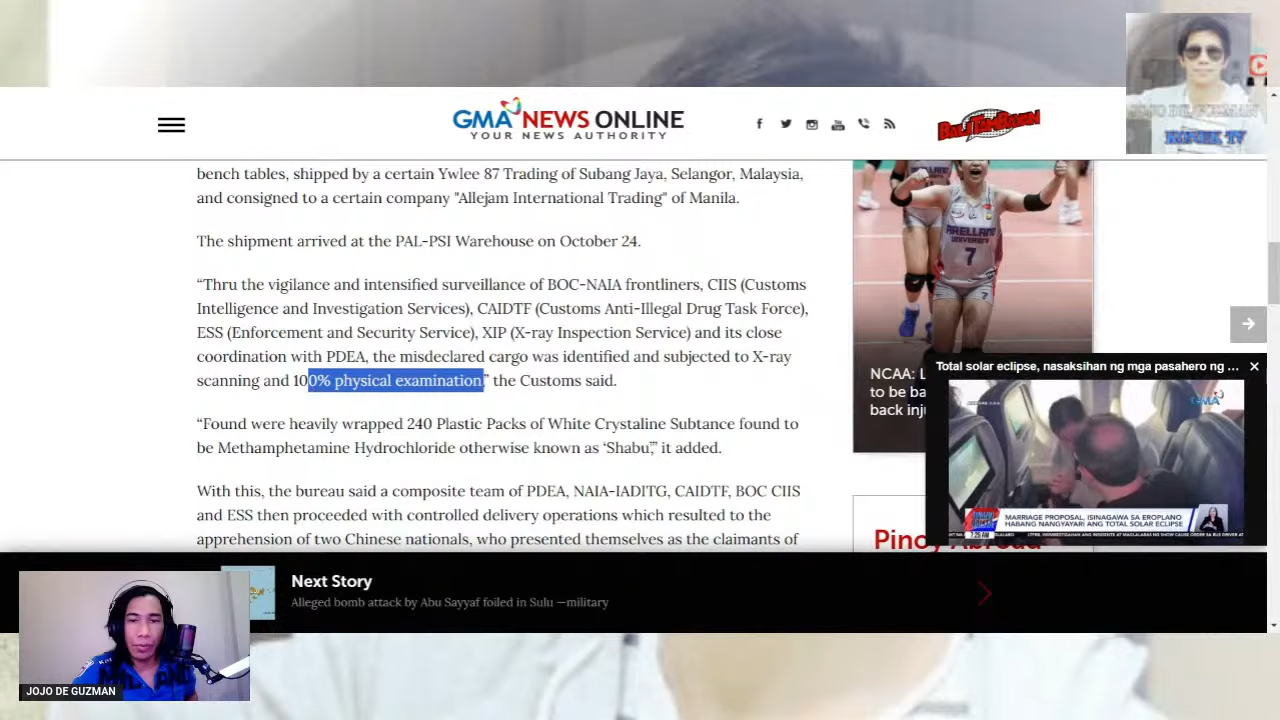 GMA NEWS ONLINE
YOUR NEWS AUTHORITY
BALITAMBAYAN
bench tables, shipped by a certain Ywlee 87 Trading of Subang Jaya, Selangor, Malaysia,
and consigned to a certain company "Allejam International Trading" of Manila.
The shipment arrived at the PAL-PSI Warehouse on October 24.
“Thru the vigilance and intensified surveillance of BOC-NAIA frontliners, CIIS (Customs
Intelligence and Investigation Services), CAIDTF (Customs Anti-Illegal Drug Task Force),
ESS (Enforcement and Security Service), XIP (X-ray Inspection Service) and its close
coordination with PDEA, the misdeclared cargo was identified and subjected to X-ray
scanning and 100% physical examination,” the Customs said.
“Found were heavily wrapped 240 Plastic Packs of White Crystaline Subtance found to
be Methamphetamine Hydrochloride otherwise known as ‘Shabu’,” it added.
With this, the bureau said a composite team of PDEA, NAIA-IADITG, CAIDTF, BOC CIIS
and ESS then proceeded with controlled delivery operations which resulted to the
apprehension of two Chinese nationals, who presented themselves as the claimants of
ARELLANO
UNIVERSITY
7
NCAA: L
to be ba
back inju
Total solar eclipse, nasaksihan ng mga pasahero ng ...
GMA
MARRIAGE PROPOSAL, ISINAGAWA SA EROPLANO
HABANG NANGYAYARI ANG TOTAL SOLAR ECLIPSE
7:25 AM
Pinoy Abroad
Next Story
Alleged bomb attack by Abu Sayyaf foiled in Sulu —military
JOJO DE GUZMAN